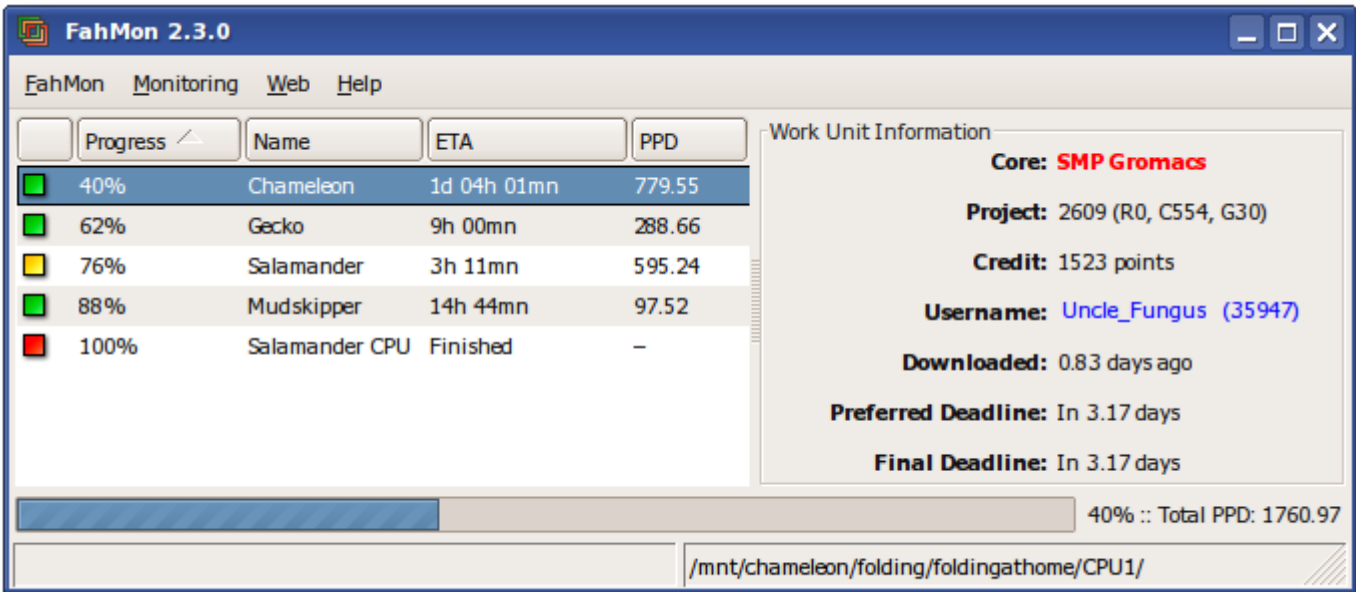 FahMon 2.3.0
FahMon Monitoring Web Help
Progress Name ETA PPD
40% Chameleon 1d 04h 01mn 779.55
62% Gecko 9h 00mn 288.66
76% Salamander 3h 11mn 595.24
88% Mudskipper 14h 44mn 97.52
100% Salamander CPU Finished –
Work Unit Information
Core: SMP Gromacs
Project: 2609 (R0, C554, G30)
Credit: 1523 points
Username: Uncle_Fungus (35947)
Downloaded: 0.83 days ago
Preferred Deadline: In 3.17 days
Final Deadline: In 3.17 days
40% :: Total PPD: 1760.97
/mnt/chameleon/folding/foldingathome/CPU1/